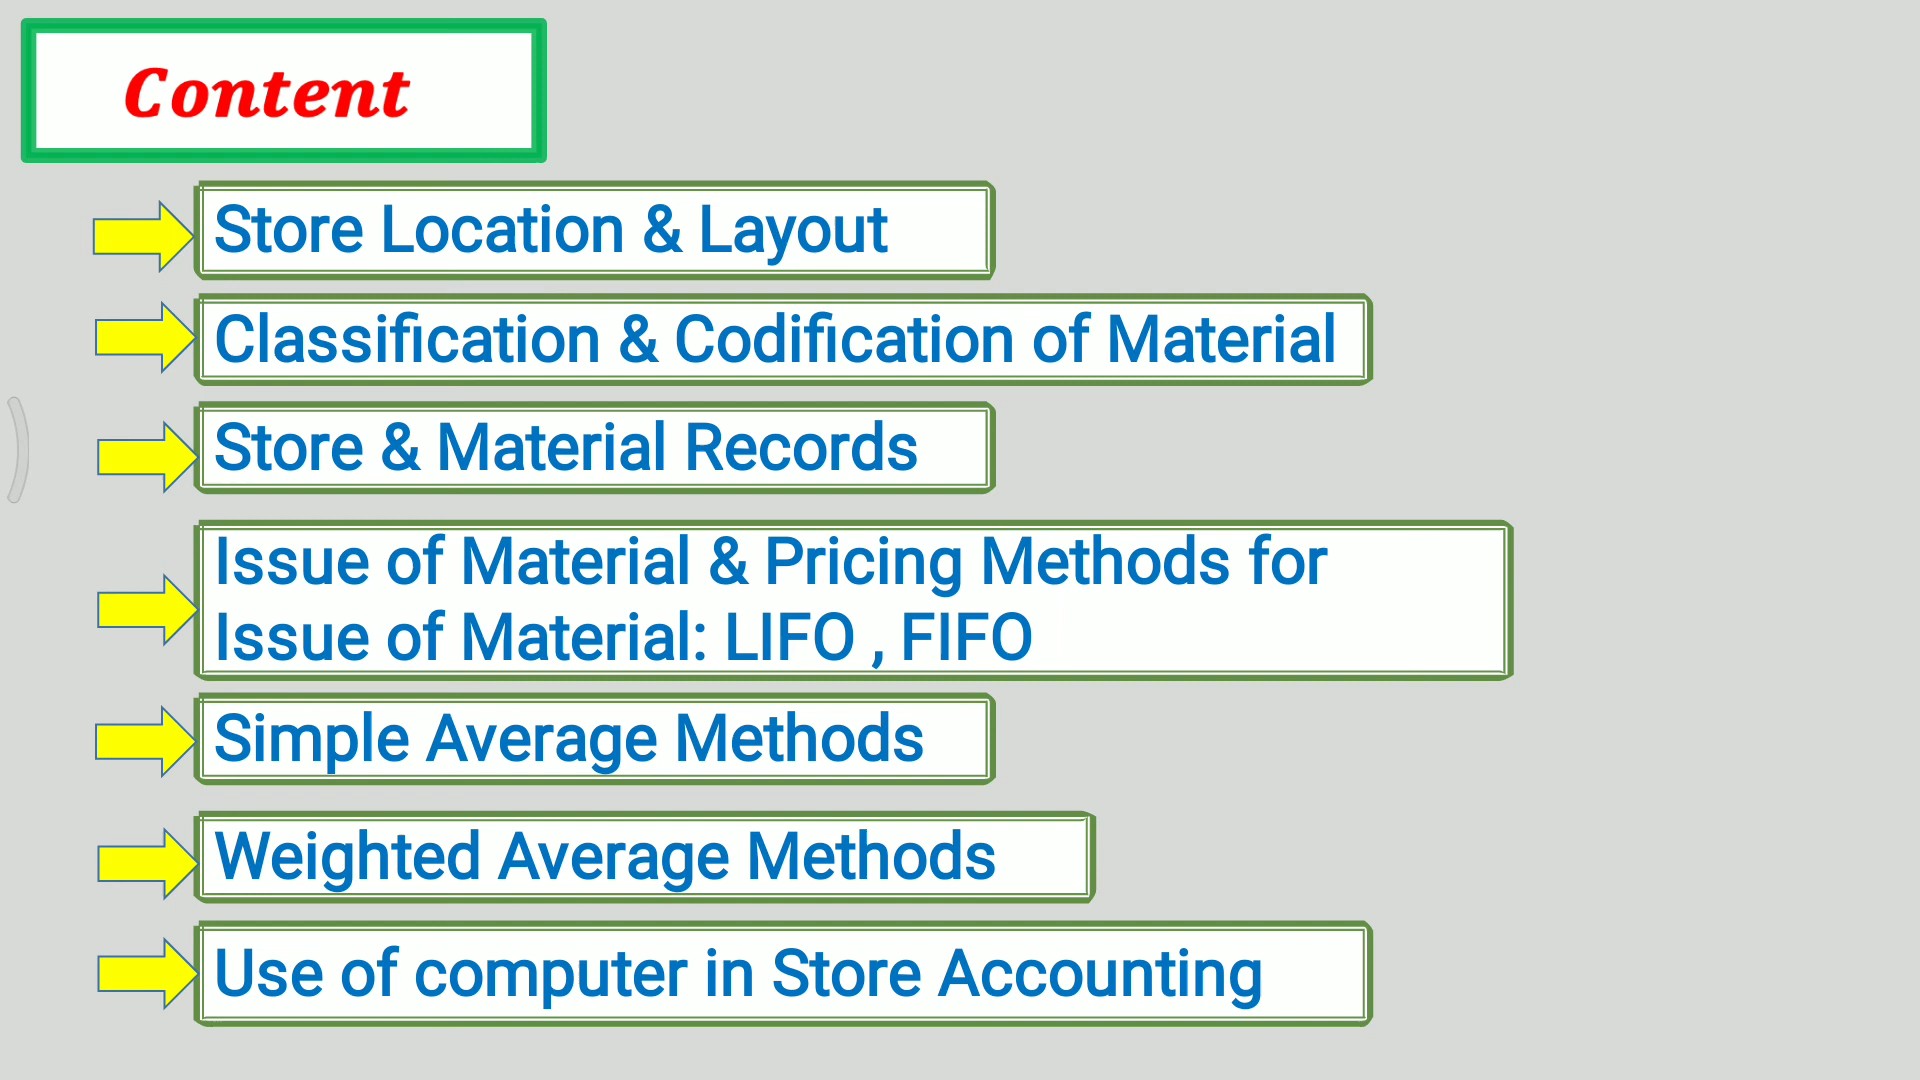 Content
Store Location & Layout
Classification & Codification of Material
Store & Material Records
Issue of Material & Pricing Methods for
Issue of Material: LIFO , FIFO
Simple Average Methods
Weighted Average Methods
Use of computer in Store Accounting